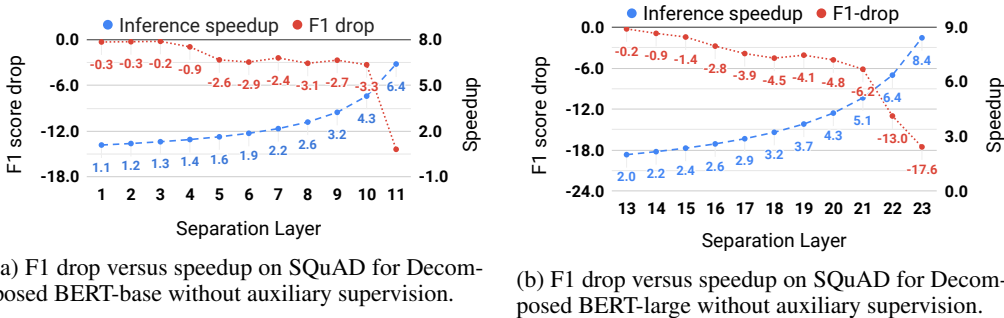 Inference speedup F1 drop
0.0 8.0
-6.0 5.0
-12.0 2.0
-18.0 -1.0
F1 score drop
Speedup
-0.3 -0.3 -0.2 -0.9 -2.6 -2.9 -2.4 -3.1 -2.7 -3.3
1.1 1.2 1.3 1.4 1.6 1.9 2.2 2.6 3.2 4.3 6.4
1 2 3 4 5 6 7 8 9 10 11
Separation Layer
a) F1 drop versus speedup on SQuAD for Decom-
posed BERT-base without auxiliary supervision.
Inference speedup F1-drop
0.0 9.0
-6.0 6.0
-12.0 3.0
-18.0 0.0
-24.0
F1 score drop
Speedup
-0.2 -0.9 -1.4 -2.8 -3.9 -4.5 -4.1 -4.8 -6.2 -13.0 -17.6
2.0 2.2 2.4 2.6 2.9 3.2 3.7 4.3 5.1 6.4 8.4
13 14 15 16 17 18 19 20 21 22 23
Separation Layer
(b) F1 drop versus speedup on SQuAD for Decom-
posed BERT-large without auxiliary supervision.